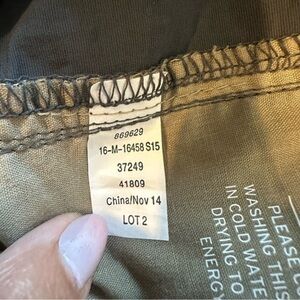 869629
16-M-16458 S15
37249
41809
China/Nov 14
LOT 2
PLEASE
WASHING THIS
IN COLD WATE
DRYING TO
ENERG